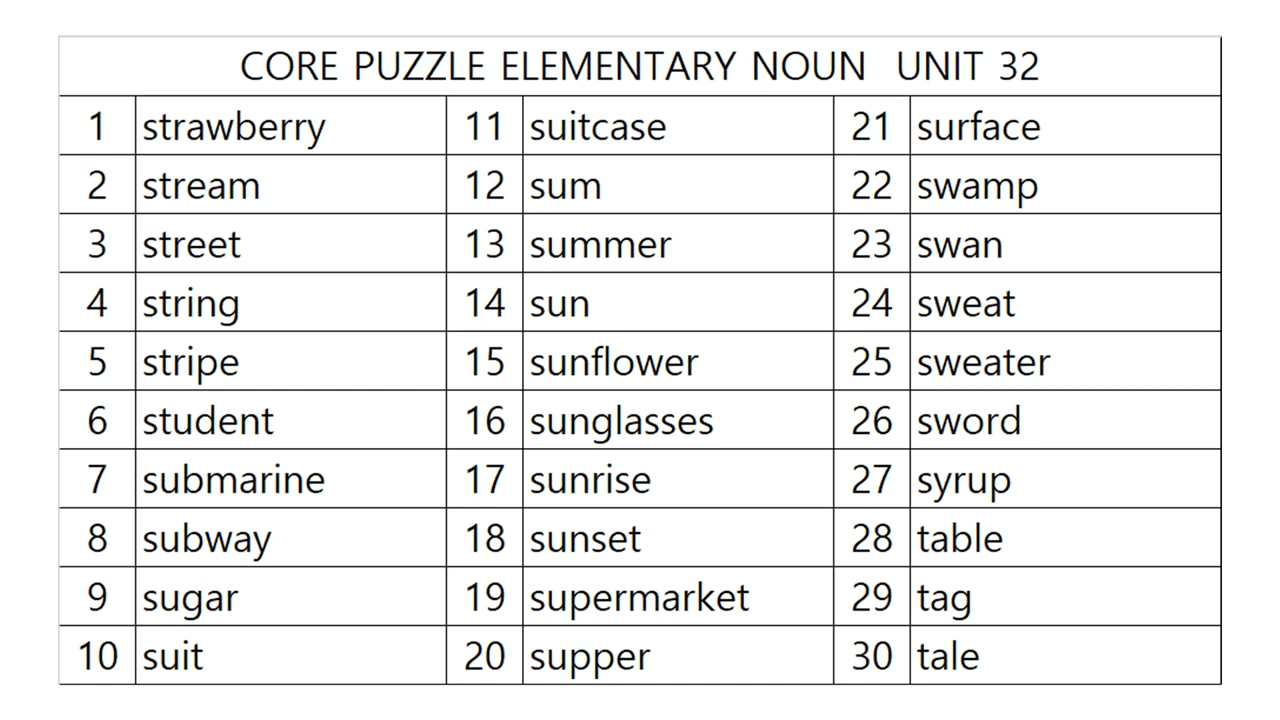 CORE PUZZLE ELEMENTARY NOUN UNIT 32
1 strawberry 11 suitcase 21 surface
2 stream 12 sum 22 swamp
3 street 13 summer 23 swan
4 string 14 sun 24 sweat
5 stripe 15 sunflower 25 sweater
6 student 16 sunglasses 26 sword
7 submarine 17 sunrise 27 syrup
8 subway 18 sunset 28 table
9 sugar 19 supermarket 29 tag
10 suit 20 supper 30 tale